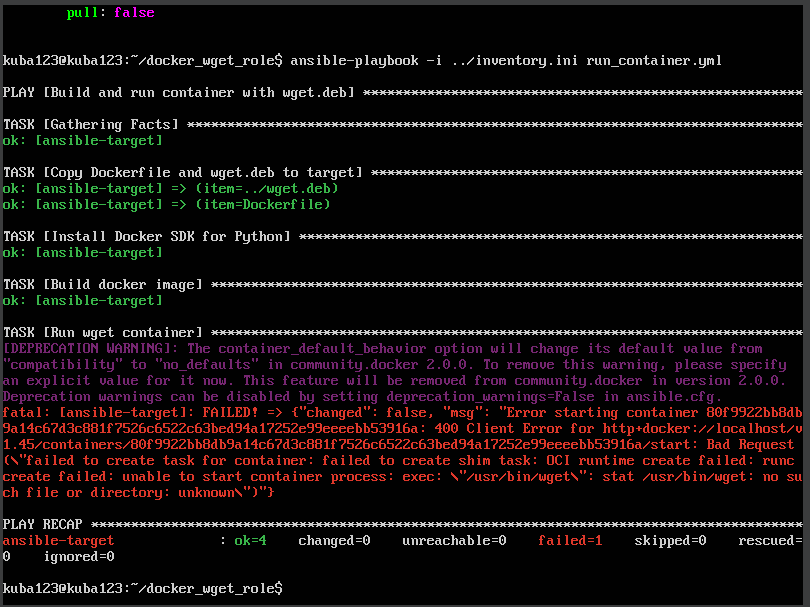 pull: false
kuba123@kuba123:~/docker_wget_role$ ansible-playbook -i ../inventory.ini run_container.yml
PLAY [Build and run container with wget.deb] *******************************************************
TASK [Gathering Facts] *****************************************************************************
ok: [ansible-target]
TASK [Copy Dockerfile and wget.deb to target] ******************************************************
ok: [ansible-target] => (item=../wget.deb)
ok: [ansible-target] => (item=Dockerfile)
TASK [Install Docker SDK for Python] ***************************************************************
ok: [ansible-target]
TASK [Build docker image] **************************************************************************
ok: [ansible-target]
TASK [Run wget container] **************************************************************************
[DEPRECATION WARNING]: The container_default_behavior option will change its default value from
"compatibility" to "no_defaults" in community.docker 2.0.0. To remove this warning, please specify
an explicit value for it now. This feature will be removed from community.docker in version 2.0.0.
Deprecation warnings can be disabled by setting deprecation_warnings=False in ansible.cfg.
fatal: [ansible-target]: FAILED! => {"changed": false, "msg": "Error starting container 80f9922bb8db
9a14c67d3c881f7526c6522c63bed94a17252e99eeeebb53916a: 400 Client Error for http+docker://localhost/v
1.45/containers/80f9922bb8db9a14c67d3c881f7526c6522c63bed94a17252e99eeeebb53916a/start: Bad Request
(\"failed to create task for container: failed to create shim task: OCI runtime create failed: runc
create failed: unable to start container process: exec: \"/usr/bin/wget\": stat /usr/bin/wget: no su
ch file or directory: unknown\")"}
PLAY RECAP *****************************************************************************************
ansible-target : ok=4 changed=0 unreachable=0 failed=1 skipped=0 rescued=
0 ignored=0
kuba123@kuba123:~/docker_wget_role$